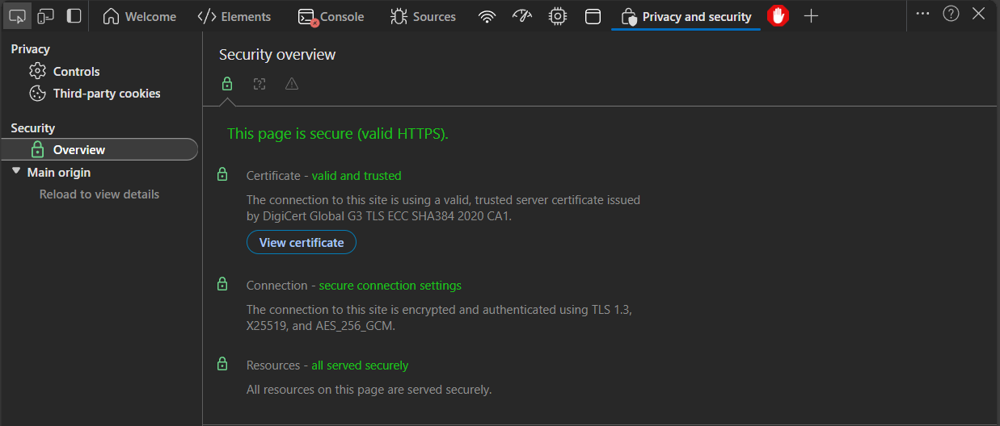 Welcome Elements Console Sources Privacy and security
Privacy
Controls
Third-party cookies
Security
Overview
Main origin
Reload to view details
Security overview
This page is secure (valid HTTPS).
Certificate - valid and trusted
The connection to this site is using a valid, trusted server certificate issued
by DigiCert Global G3 TLS ECC SHA384 2020 CA1.
View certificate
Connection - secure connection settings
The connection to this site is encrypted and authenticated using TLS 1.3,
X25519, and AES_256_GCM.
Resources - all served securely
All resources on this page are served securely.